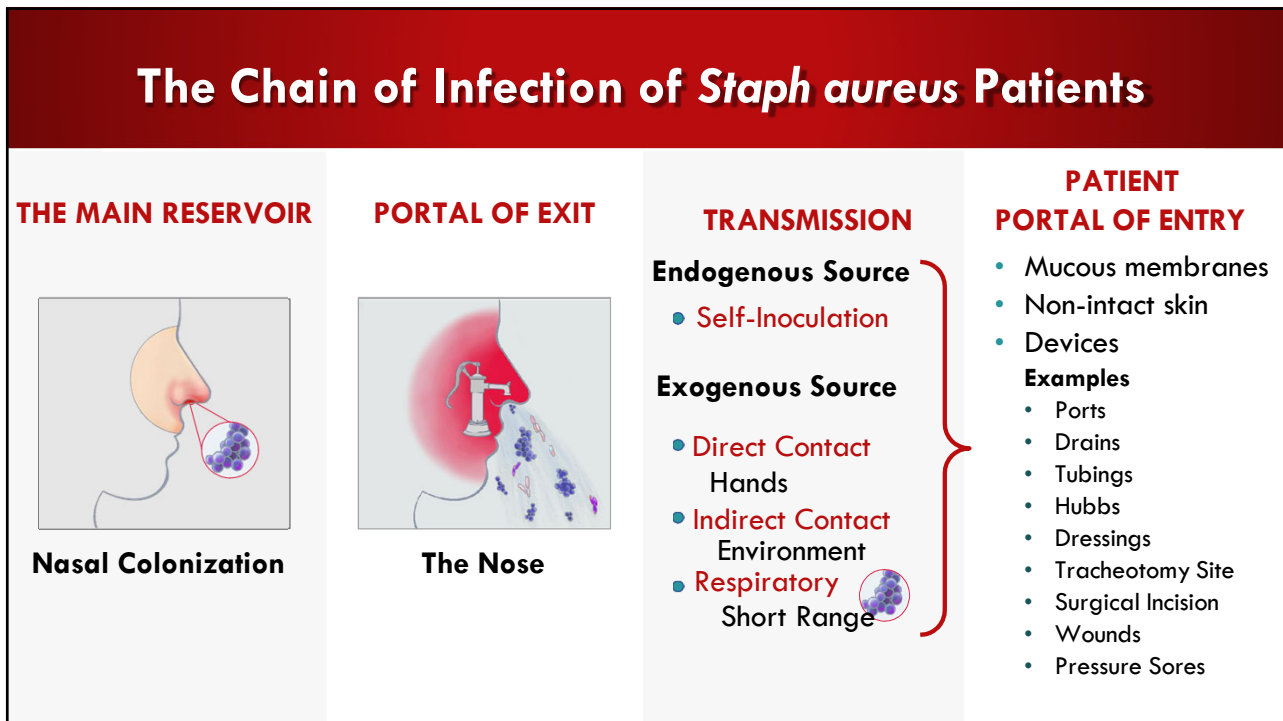 The Chain of Infection of Staph aureus Patients
THE MAIN RESERVOIR
Nasal Colonization
PORTAL OF EXIT
The Nose
TRANSMISSION
Endogenous Source
Self-Inoculation
Exogenous Source
Direct Contact
Hands
Indirect Contact
Environment
Respiratory
Short Range
PATIENT
PORTAL OF ENTRY
Mucous membranes
Non-intact skin
Devices
Examples
Ports
Drains
Tubings
Hubbs
Dressings
Tracheotomy Site
Surgical Incision
Wounds
Pressure Sores